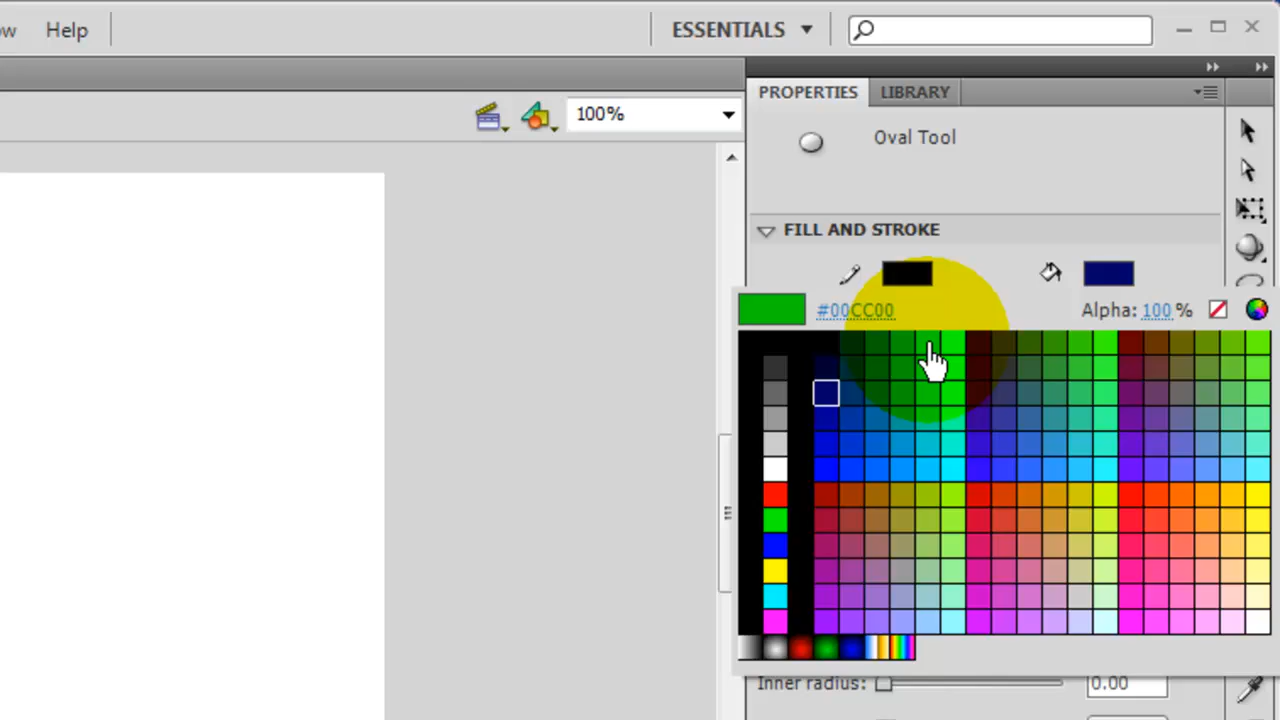 Help
ESSENTIALS
PROPERTIES LIBRARY
100%
Oval Tool
FILL AND STROKE
#00CC00 Alpha: 100 %
Inner radius: 0.00